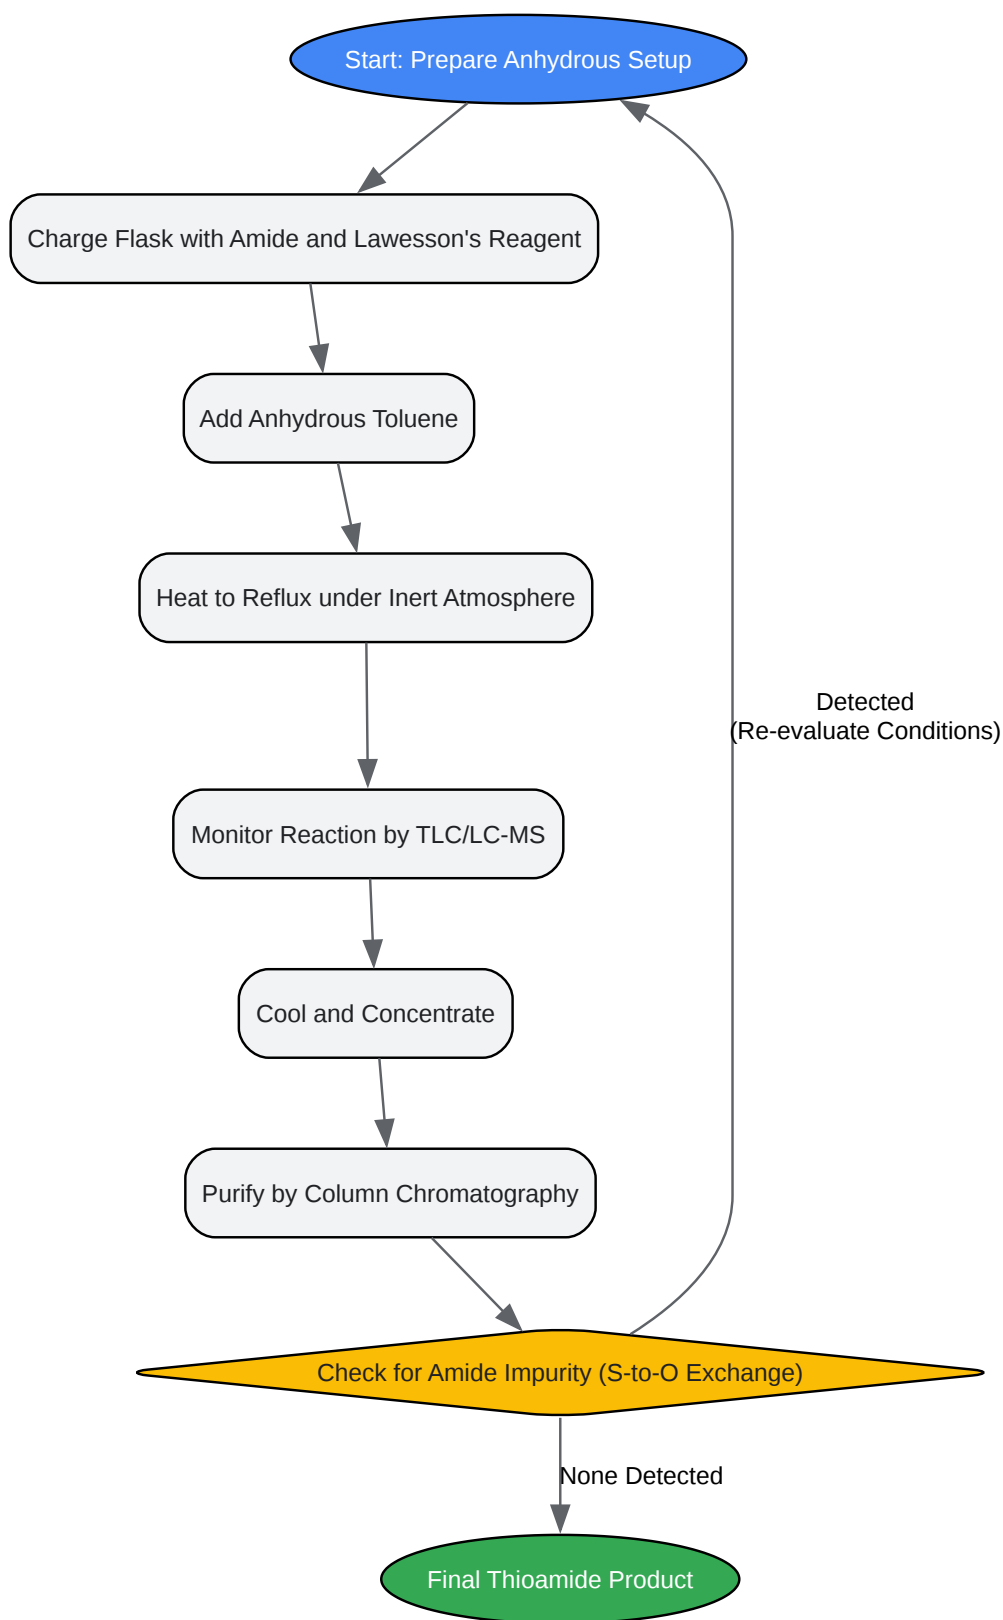 Start: Prepare Anhydrous Setup
Charge Flask with Amide and Lawesson's Reagent
Add Anhydrous Toluene
Heat to Reflux under Inert Atmosphere
Detected
(Re-evaluate Conditions)
Monitor Reaction by TLC/LC-MS
Cool and Concentrate
Purify by Column Chromatography
Check for Amide Impurity (S-to-O Exchange)
None Detected
Final Thioamide Product